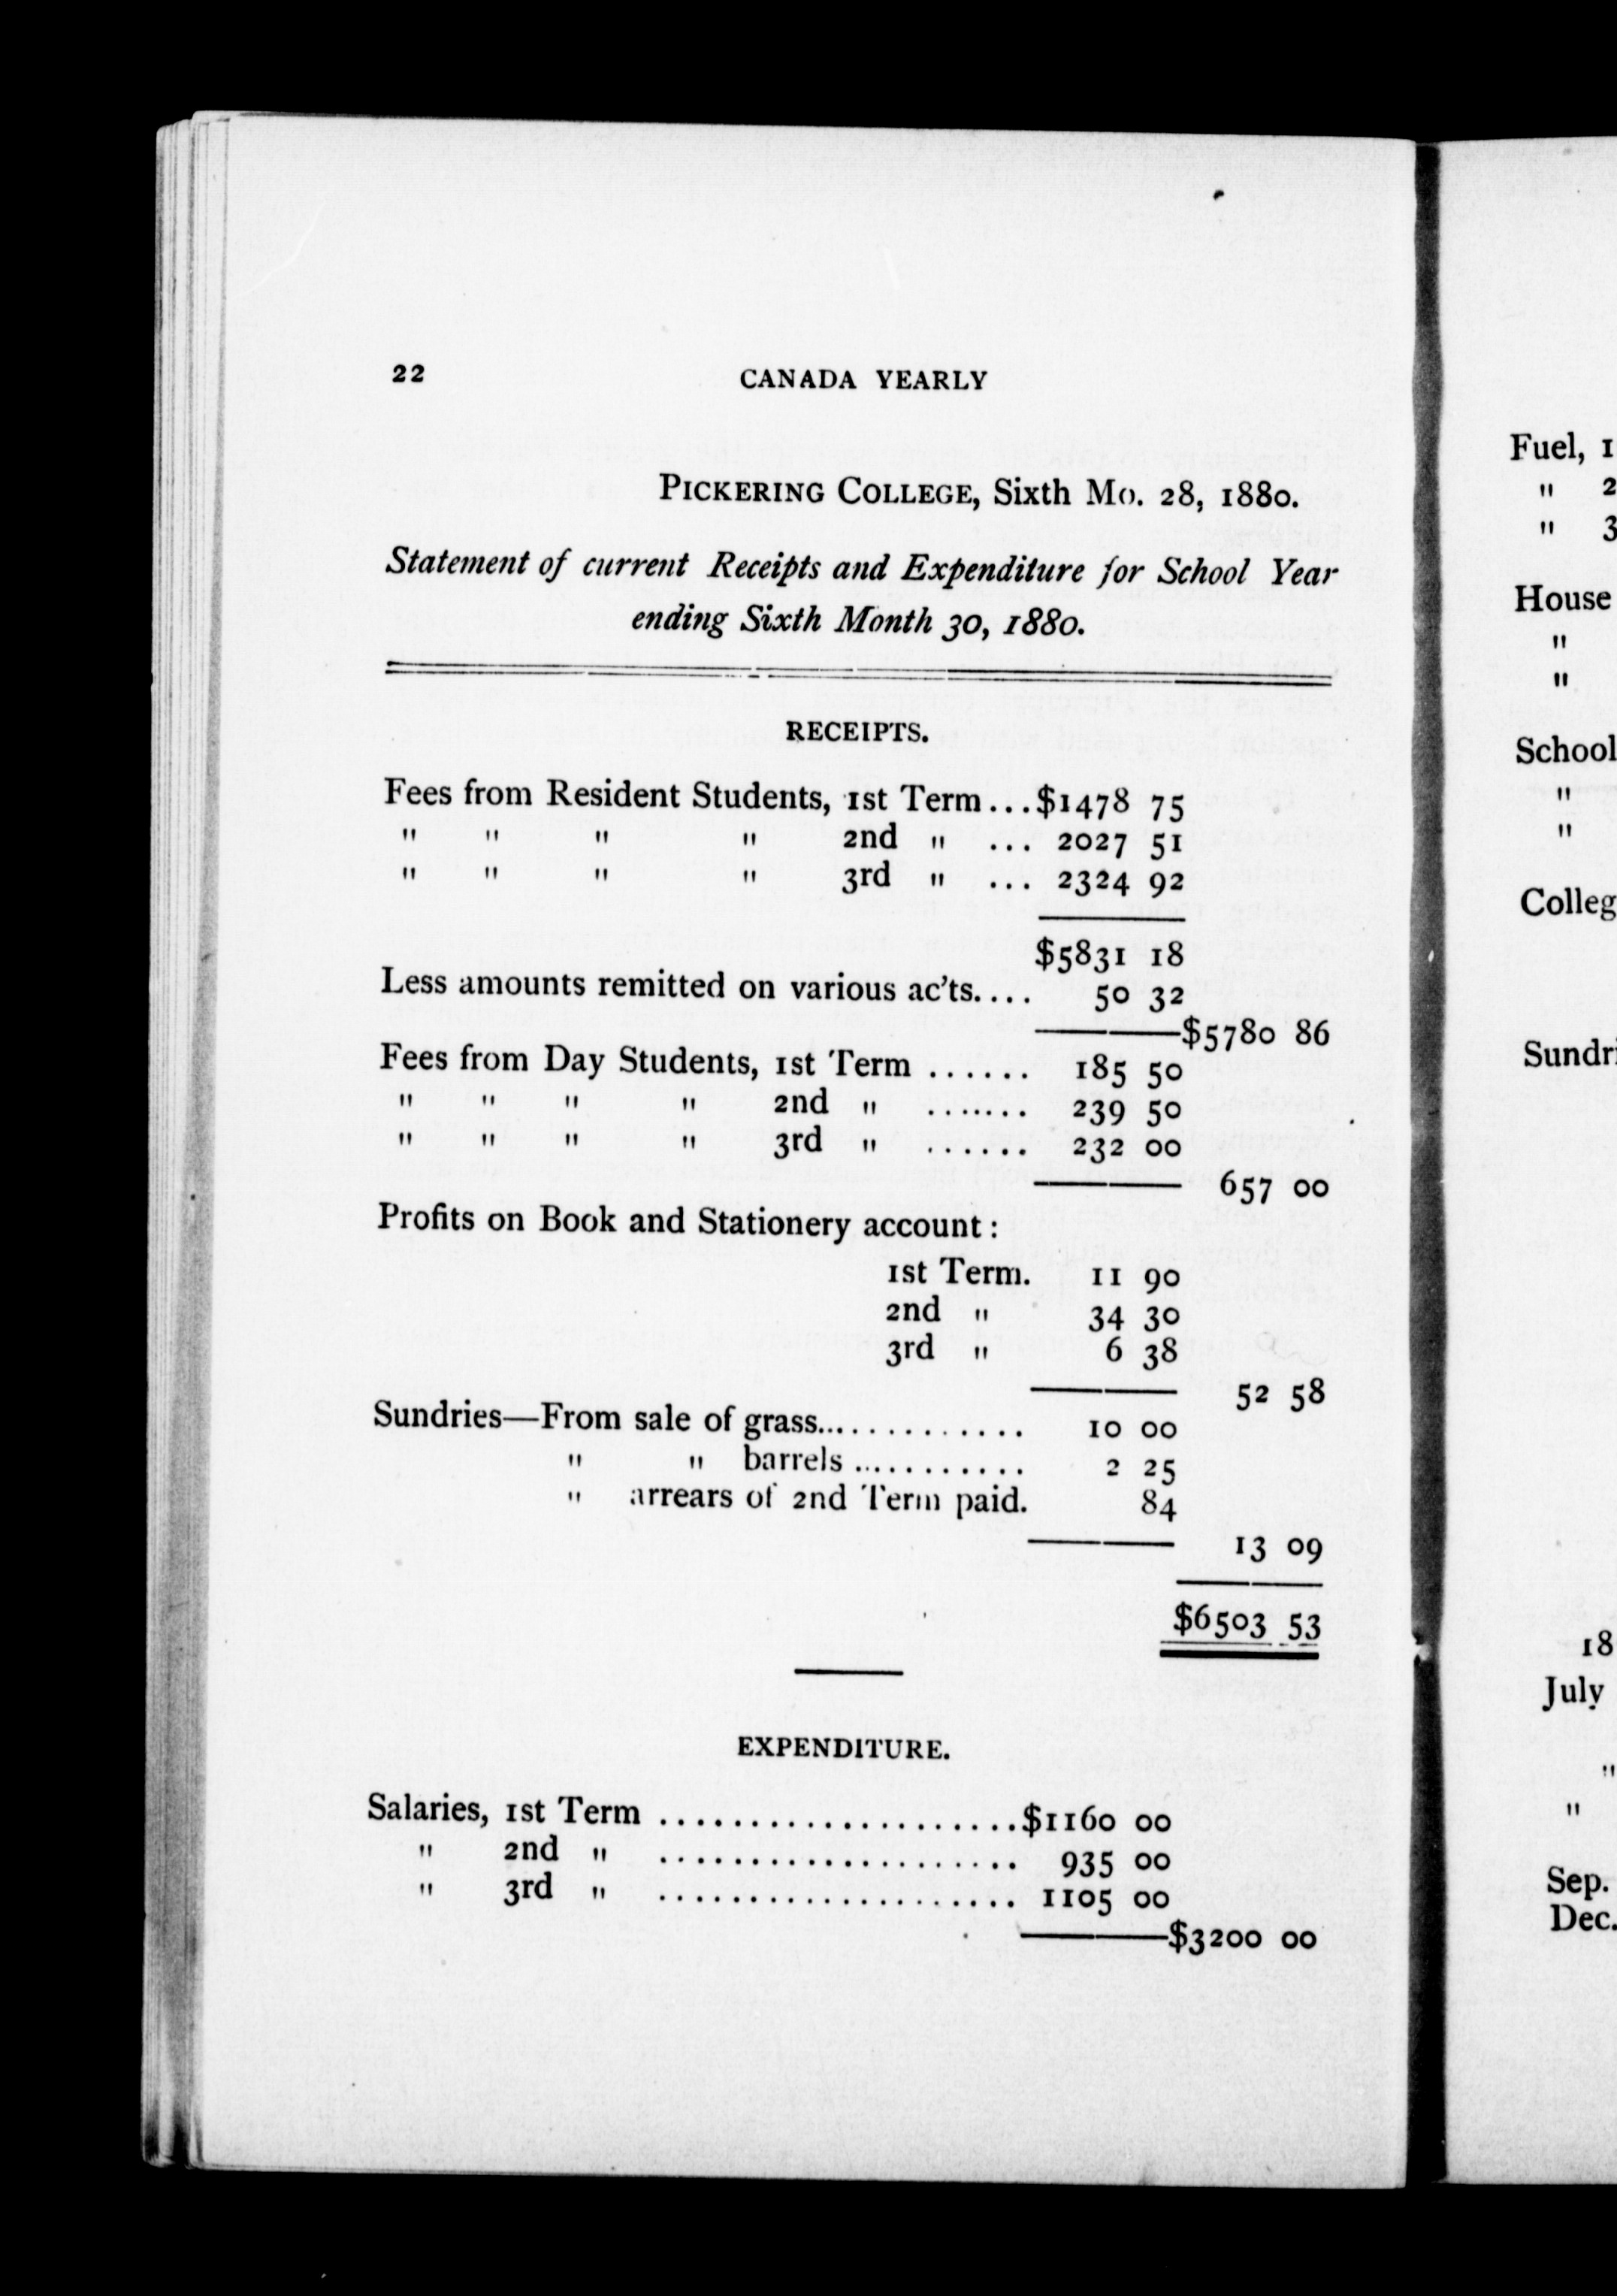 22 CANADA YEARLY
PICKERING COLLEGE, Sixth Mo. 28, 1880.
Statement of current Receipts and Expenditure for School Year
ending Sixth Month 30, 1880.
RECEIPTS.
Fees from Resident Students, 1st Term...$1478 75
" " " " 2nd " ... 2027 51
" " " " 3rd " ... 2324 92
$5831 18
Less amounts remitted on various ac'ts.... 50 32
$5780 86
Fees from Day Students, 1st Term ...... 185 50
" " " " 2nd " ....... 239 50
" " " " 3rd " ...... 232 00
657 00
Profits on Book and Stationery account:
1st Term. 11 90
2nd " 34 30
3rd " 6 38
52 58
Sundries—From sale of grass............. 10 00
" " barrels ........... 2 25
" arrears of 2nd Term paid. 84
13 09
$6503 53
EXPENDITURE.
Salaries, 1st Term ....................$1160 00
" 2nd " .................... 935 00
" 3rd " .................... 1105 00
$3200 00
Fuel, 1
" 2
" 3
House
"
"
School
"
"
Colleg
Sundri
18
July
"
"
Sep.
Dec.